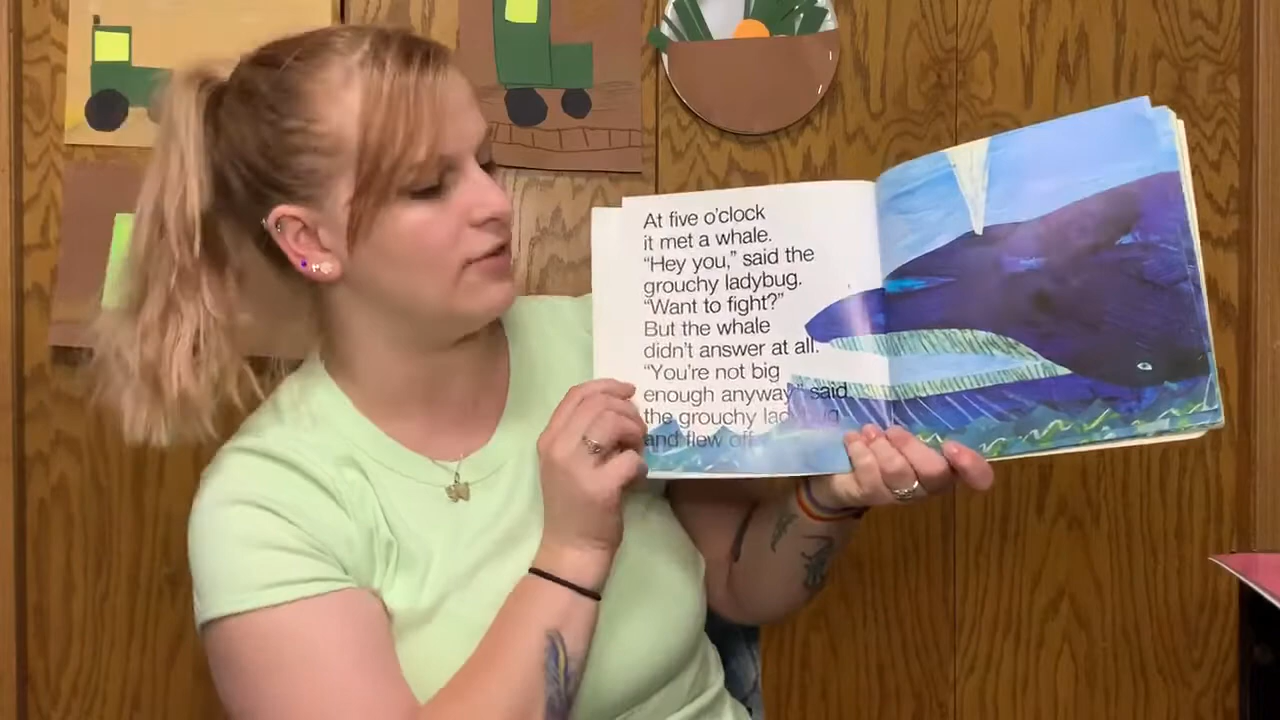 At five o'clock
it met a whale.
“Hey you,” said the
grouchy ladybug.
“Want to fight?”
But the whale
didn't answer at all.
“You're not big
enough anyway,” said
the grouchy ladybug
and flew off.